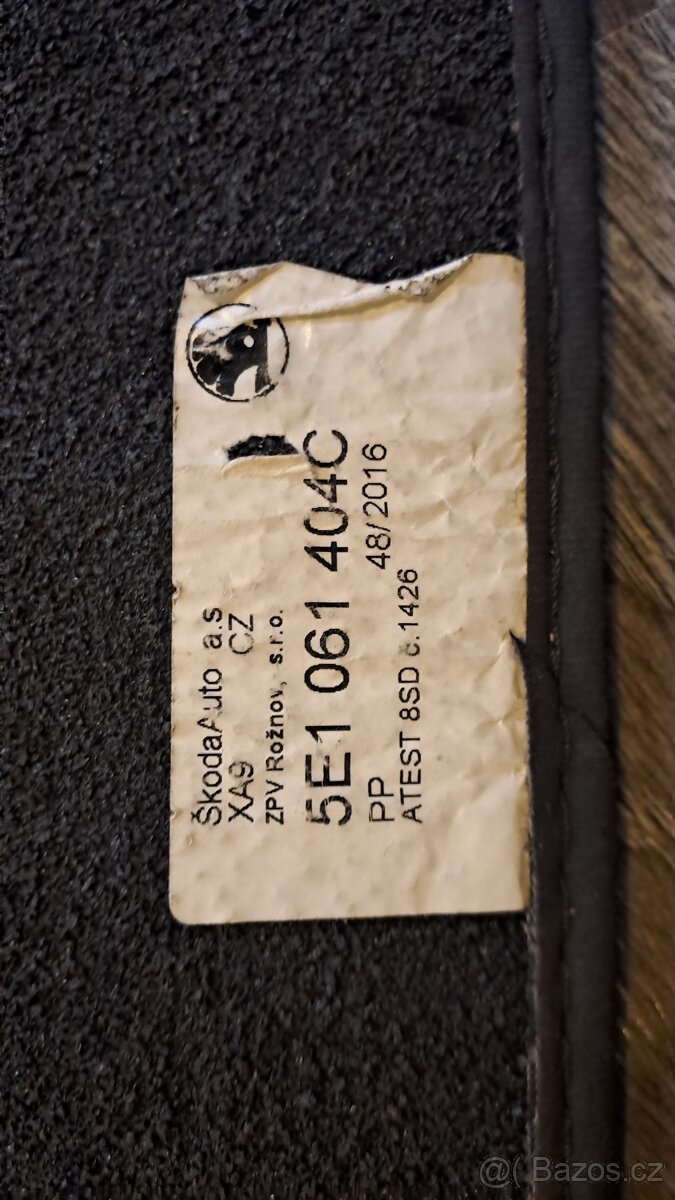 ŠkodaAuto a.s
XA9 CZ
ZPV Rožnov, s.r.o.
5E1 061 404C
PP 48/2016
ATEST 8SD č.1426
@( Bazos.cz